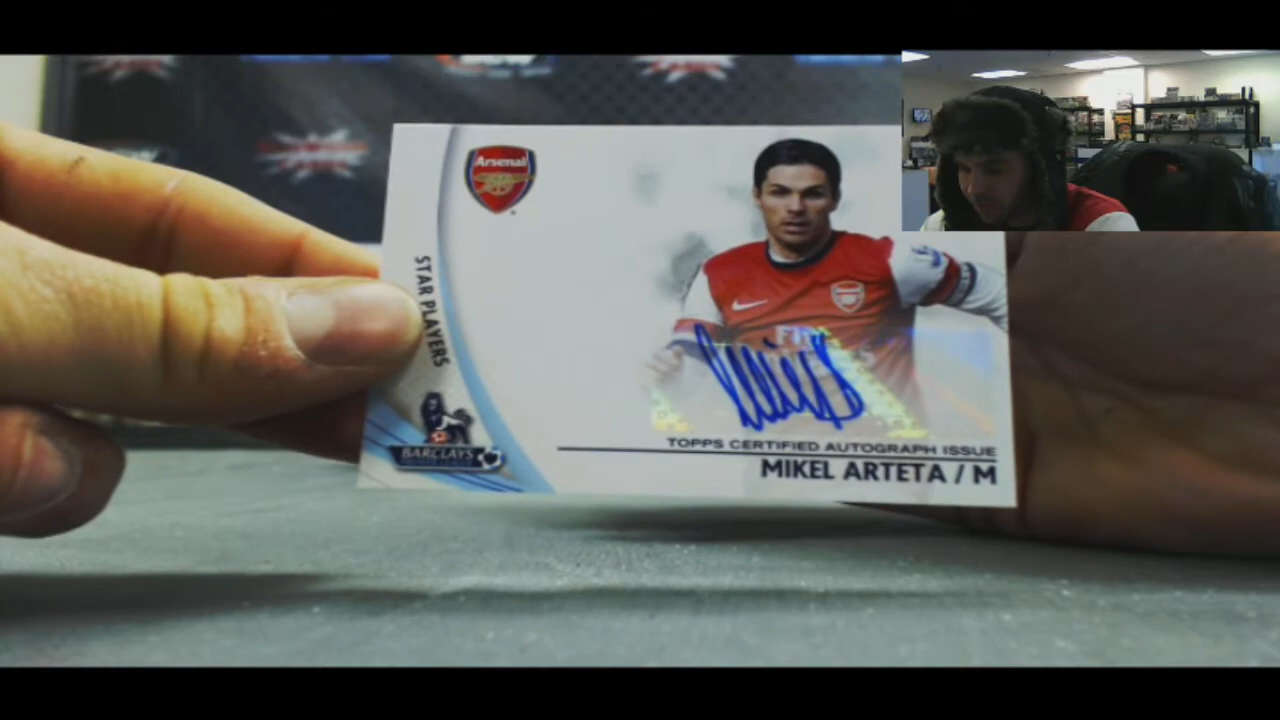 Arsenal
STAR PLAYERS
BARCLAYS
TOPPS CERTIFIED AUTOGRAPH ISSUE
MIKEL ARTETA / M